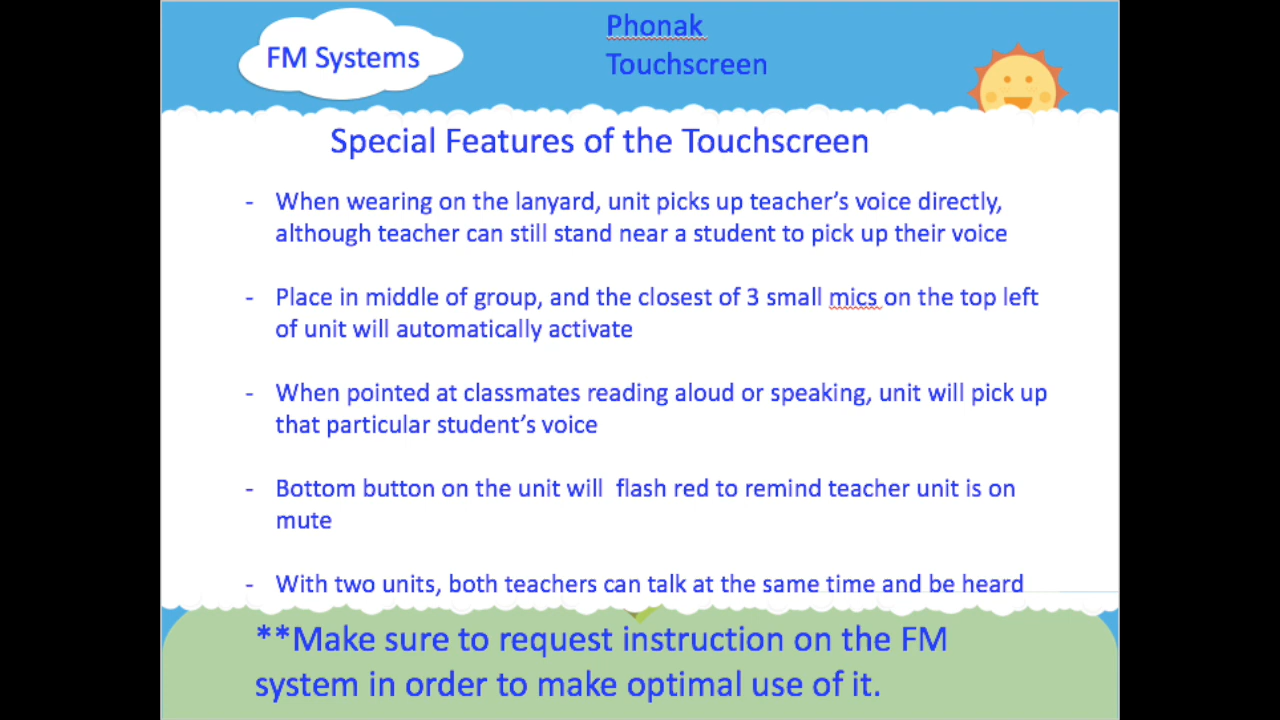 FM Systems
Phonak
Touchscreen
Special Features of the Touchscreen
- When wearing on the lanyard, unit picks up teacher’s voice directly,
although teacher can still stand near a student to pick up their voice
- Place in middle of group, and the closest of 3 small mics on the top left
of unit will automatically activate
- When pointed at classmates reading aloud or speaking, unit will pick up
that particular student’s voice
- Bottom button on the unit will  flash red to remind teacher unit is on
mute
- With two units, both teachers can talk at the same time and be heard
**Make sure to request instruction on the FM
system in order to make optimal use of it.